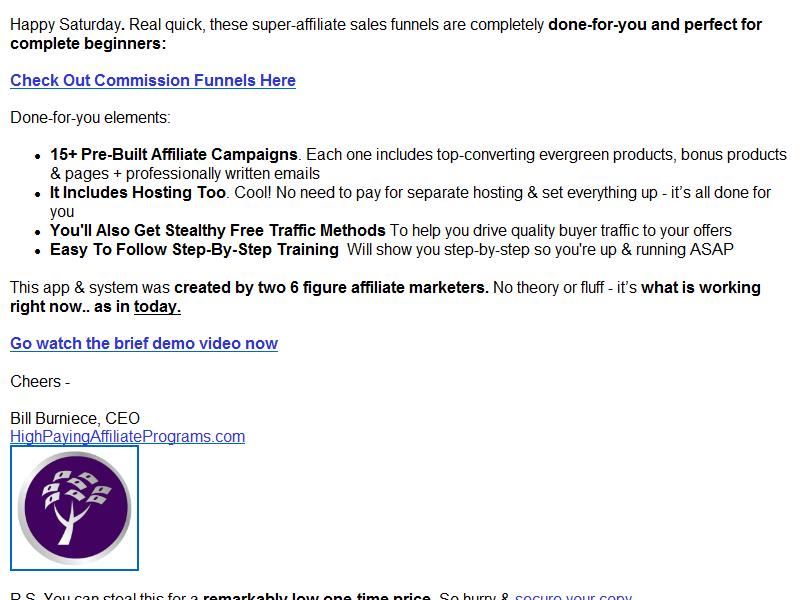 Happy Saturday. Real quick, these super-affiliate sales funnels are completely done-for-you and perfect for
complete beginners:
Check Out Commission Funnels Here
Done-for-you elements:
• 15+ Pre-Built Affiliate Campaigns. Each one includes top-converting evergreen products, bonus products
& pages + professionally written emails
• It Includes Hosting Too. Cool! No need to pay for separate hosting & set everything up - it’s all done for
you
• You'll Also Get Stealthy Free Traffic Methods To help you drive quality buyer traffic to your offers
• Easy To Follow Step-By-Step Training  Will show you step-by-step so you're up & running ASAP
This app & system was created by two 6 figure affiliate marketers. No theory or fluff - it’s what is working
right now.. as in today.
Go watch the brief demo video now
Cheers -
Bill Burniece, CEO
HighPayingAffiliatePrograms.com
P.S. You can steal this for a remarkably low one-time price. So hurry & secure your copy